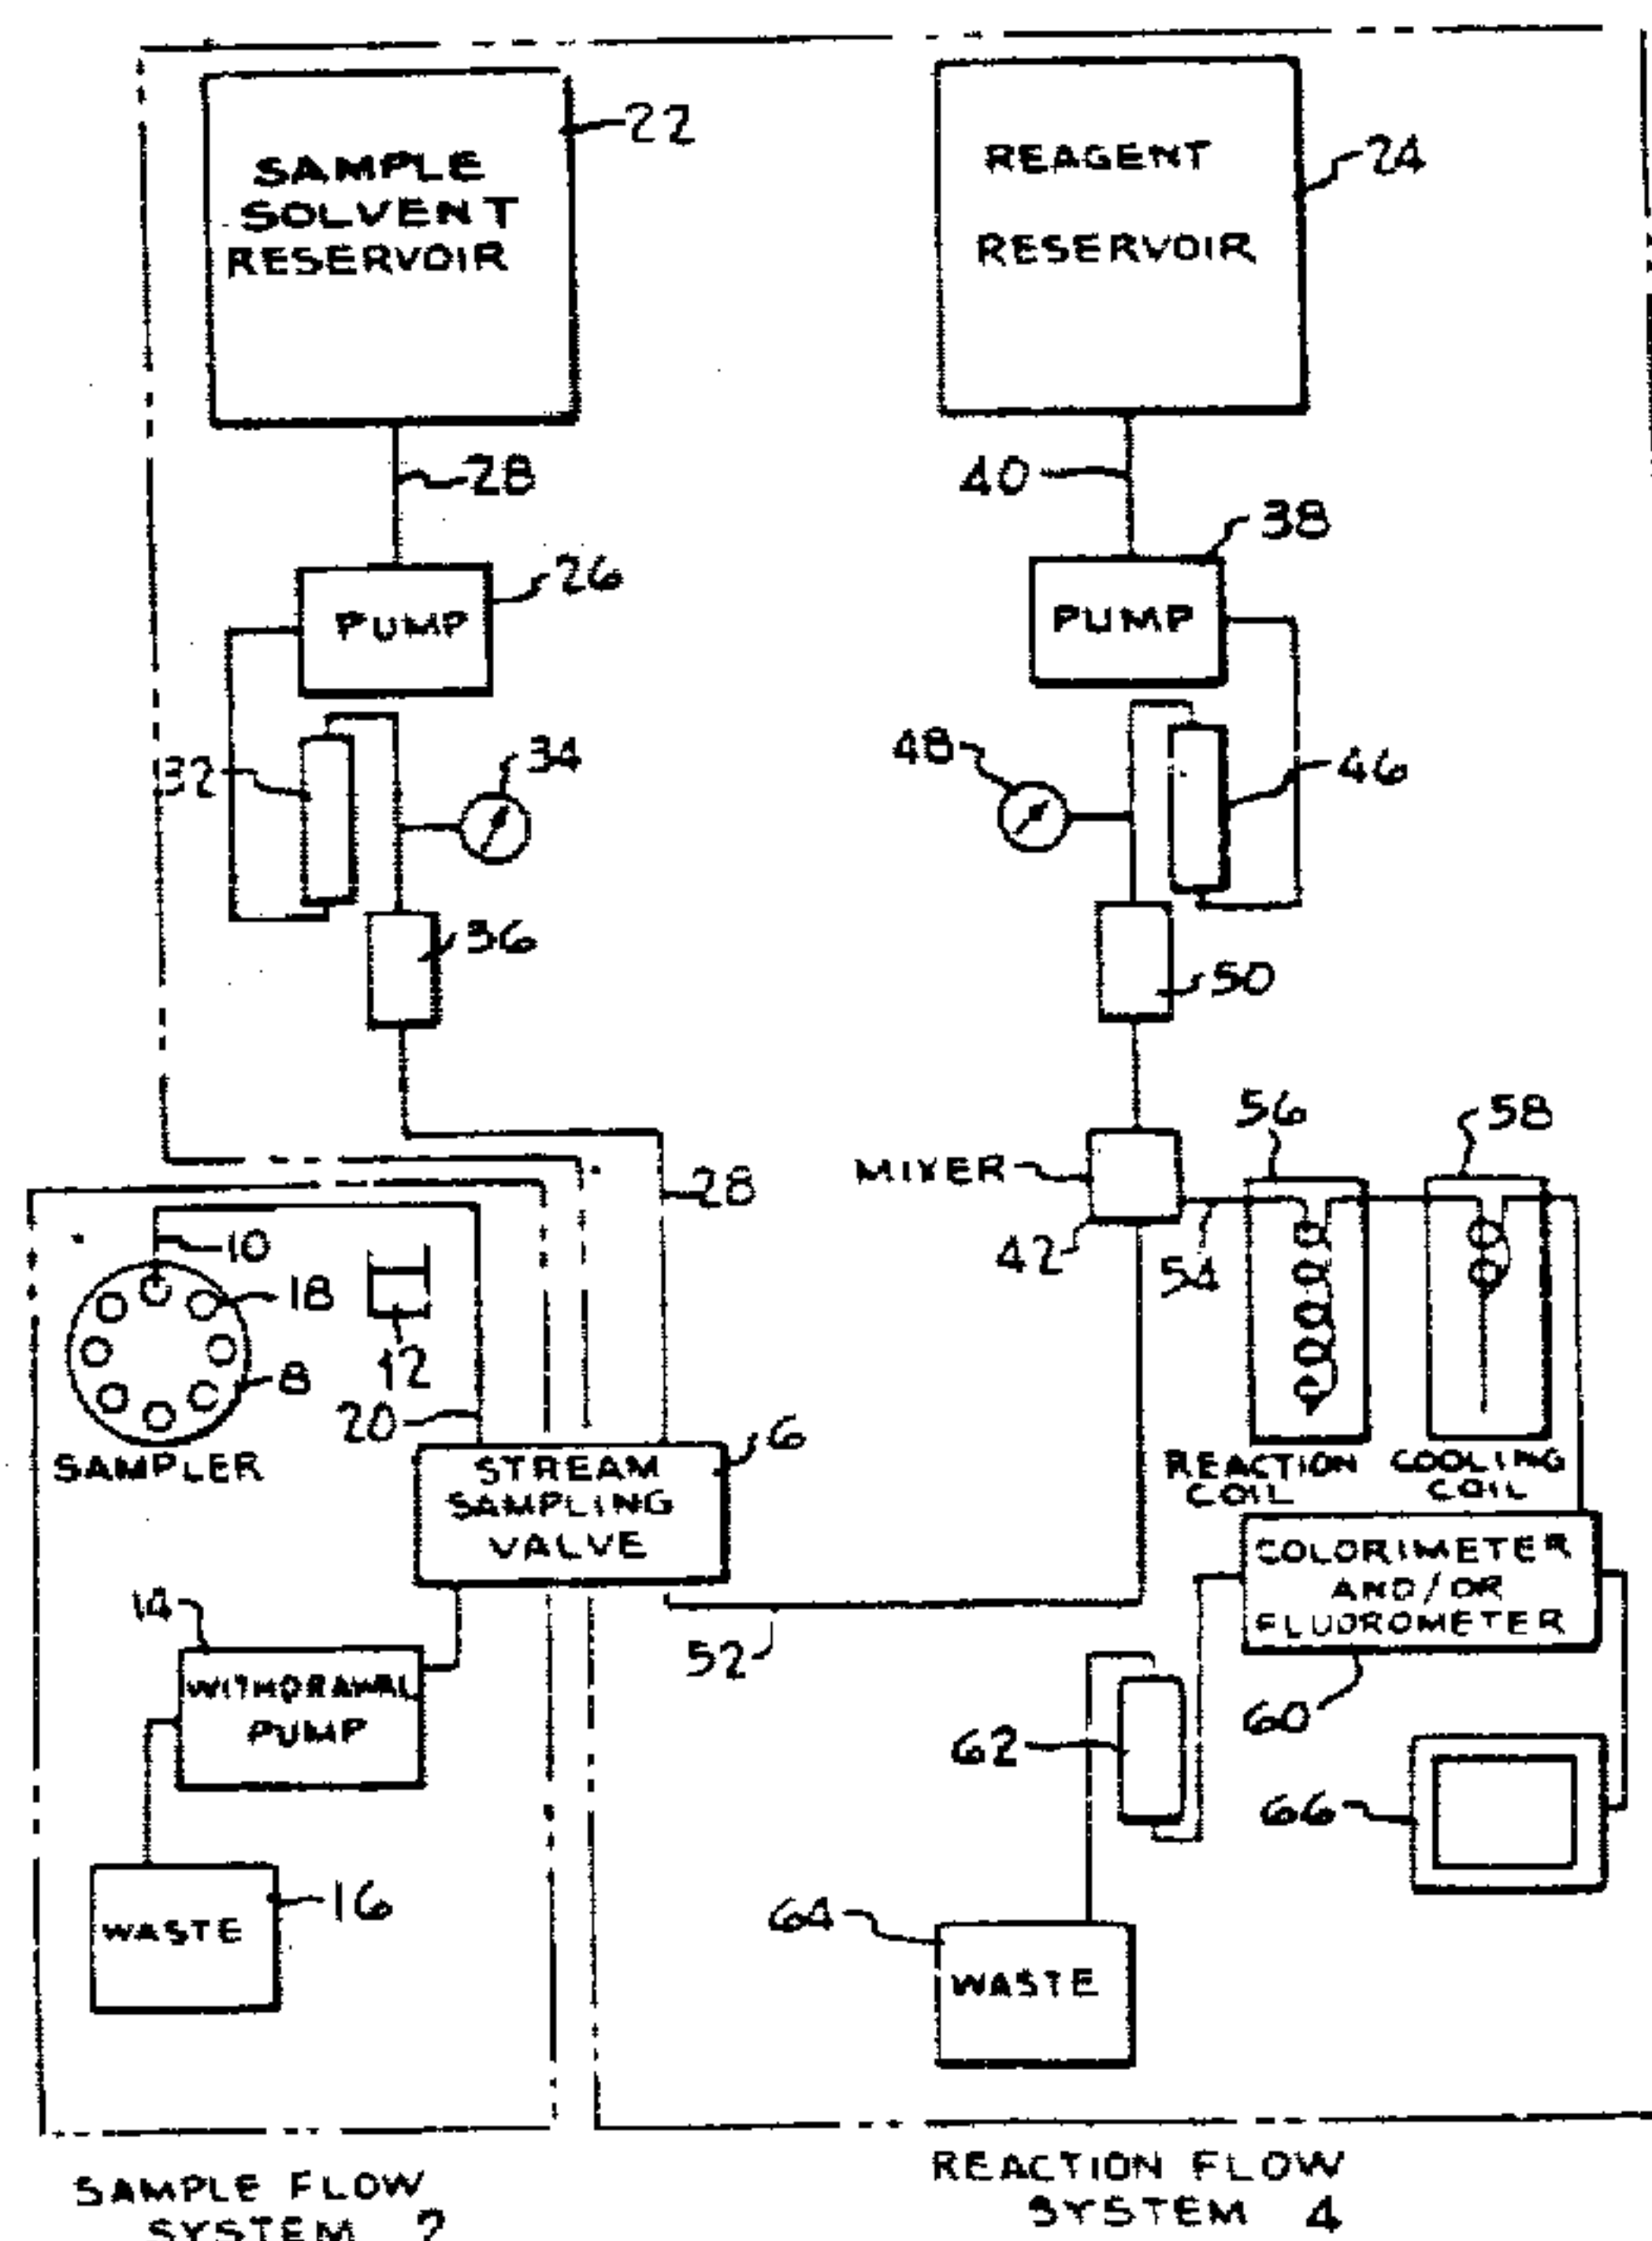 SAMPLE
SOLVENT
RESERVOIR
22
REAGENT
RESERVOIR
24
28
40
PUMP
26
PUMP
38
32
34
48
46
36
50
MIXER
42
56
58
28
54
10
18
8
12
20
SAMPLER
REACTION
COIL
COOLING
COIL
STREAM
SAMPLING
VALVE
6
COLORIMETER
AND/OR
FLUOROMETER
60
14
WITHDRAWAL
PUMP
52
62
66
WASTE
16
64
WASTE
SAMPLE FLOW
SYSTEM 2
REACTION FLOW
SYSTEM 4